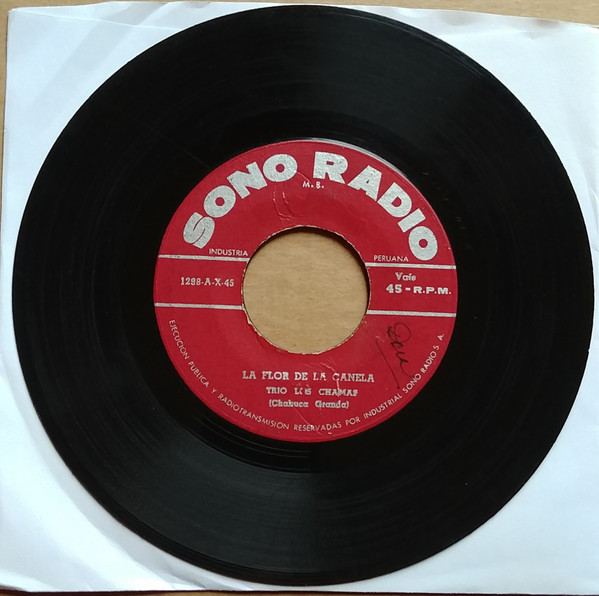 SONO RADIO
M.B.
INDUSTRIA PERUANA
1298-A-X-45
Vals
45-R.P.M.
LA FLOR DE LA CANELA
TRIO LOS CHAMAS
(Chabuca Granda)
EJECUCION PUBLICA Y RADIOTRANSMISION RESERVADAS POR INDUSTRIAL SONO RADIO S A.